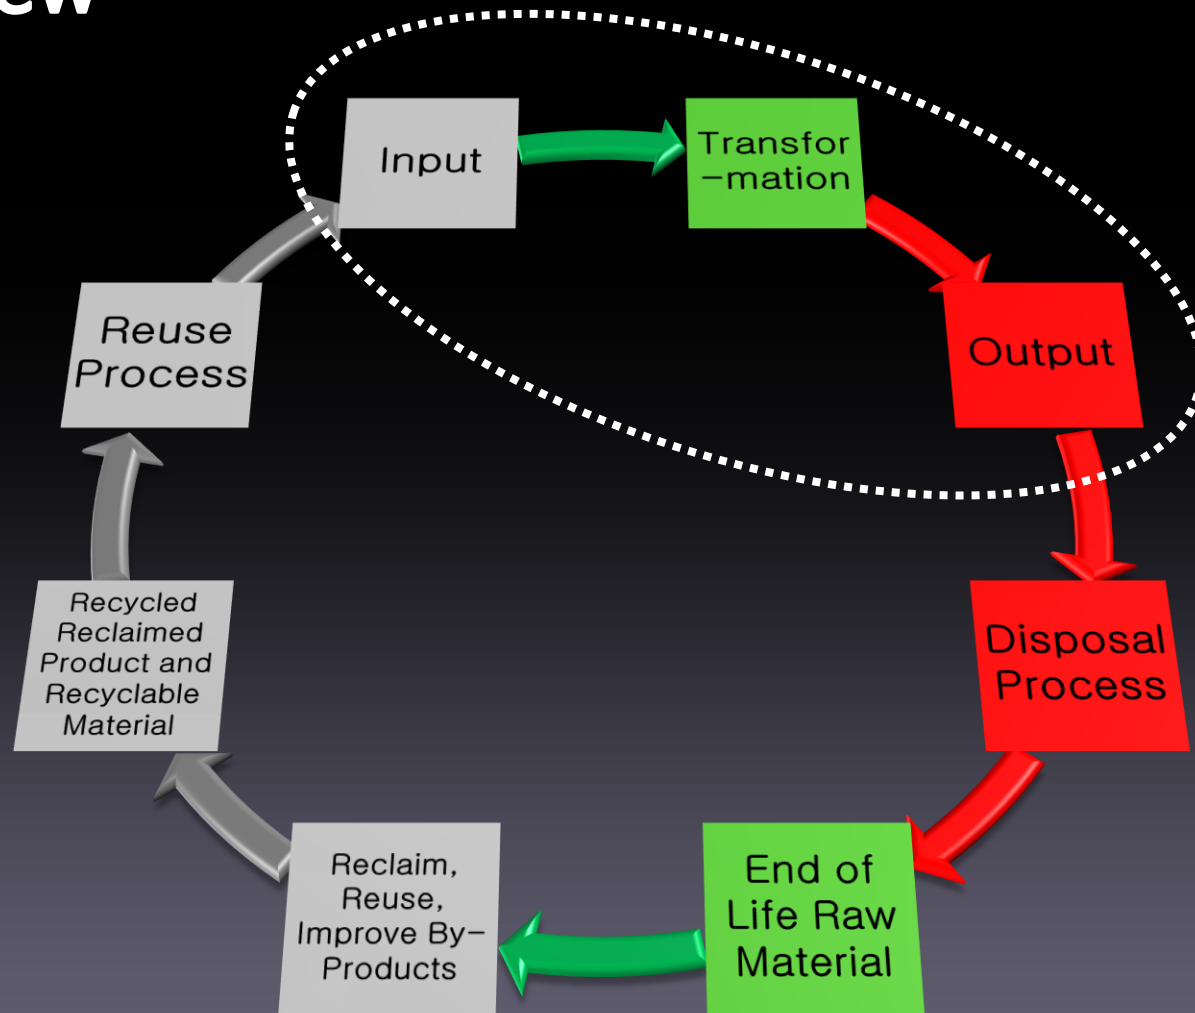 Input
Transfor
-mation
Output
Disposal
Process
End of
Life Raw
Material
Reclaim,
Reuse,
Improve By-
Products
Recycled
Reclaimed
Product and
Recyclable
Material
Reuse
Process